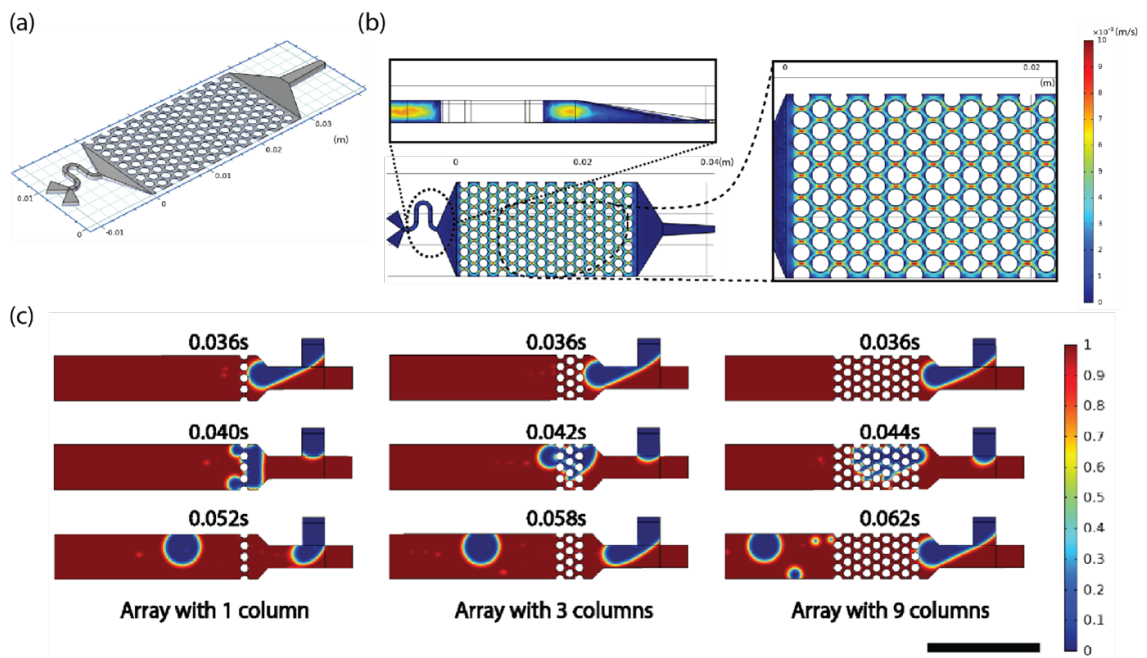 (a)
0.03
(m)
0.02
0.01
0.01
0
0
-0.01
(b)
0
0.02
0.04(m)
×10⁻³ (m/s)
0
0.02
(m)
10
9
8
7
6
5
4
3
2
1
0
(c)
0.036s
0.036s
0.036s
0.040s
0.042s
0.044s
0.052s
0.058s
0.062s
Array with 1 column
Array with 3 columns
Array with 9 columns
1
0.9
0.8
0.7
0.6
0.5
0.4
0.3
0.2
0.1
0